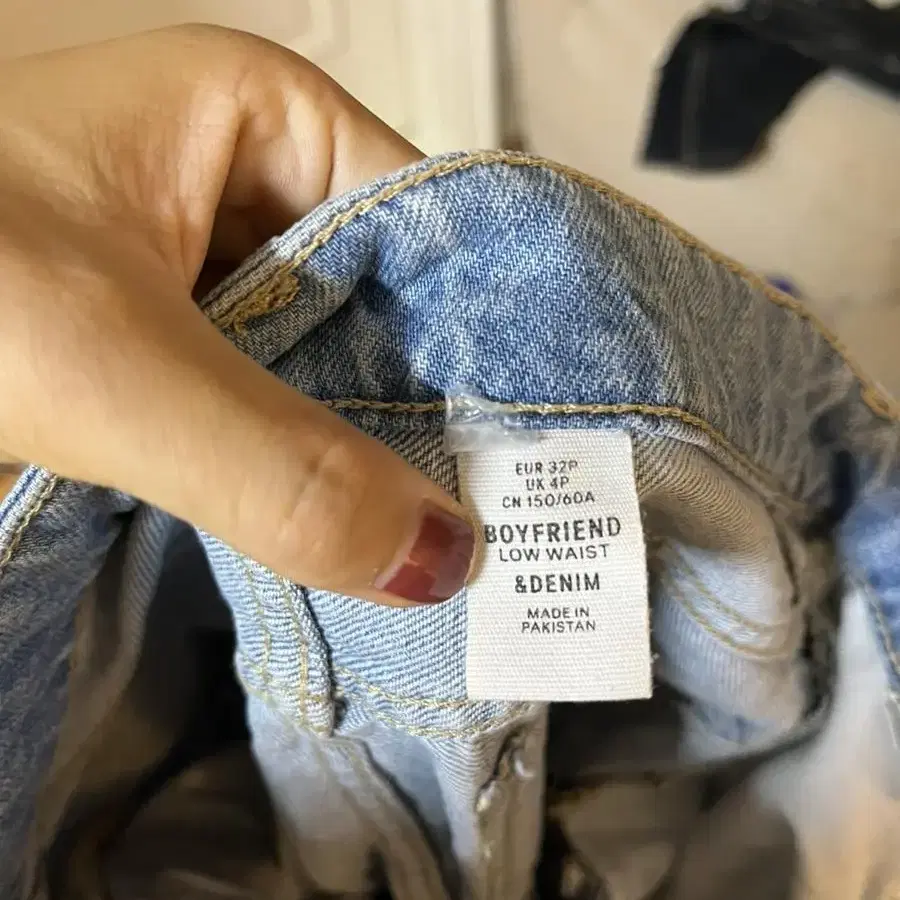 EUR 32P
UK 4P
CN 150/60A
BOYFRIEND
LOW WAIST
&DENIM
MADE IN
PAKISTAN